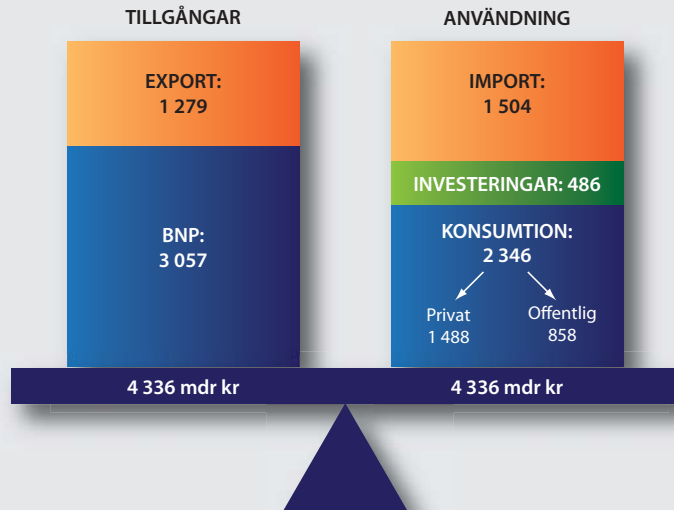 TILLGÅNGAR
EXPORT:
1 279
BNP:
3 057
4 336 mdr kr
ANVÄNDNING
IMPORT:
1 504
INVESTERINGAR: 486
KONSUMTION:
2 346
Privat
1 488
Offentlig
858
4 336 mdr kr